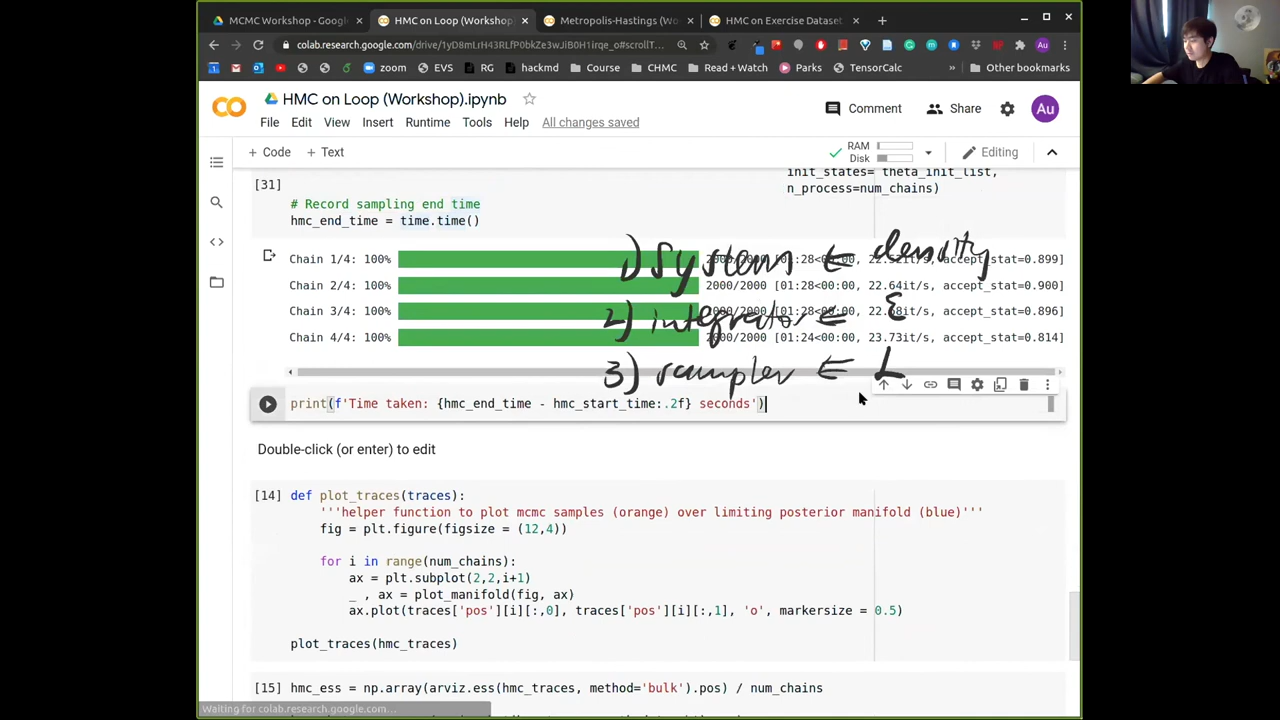 MCMC Workshop - Google
HMC on Loop (Workshop)
Metropolis-Hastings (W
HMC on Exercise Dataset
colab.research.google.com/drive/
zoom
EVS
RG
hackmd
Course
CHMC
Read + Watch
Parks
TensorCalc
»
Other bookmarks
HMC on Loop (Workshop).ipynb
Comment
Share
Au
File Edit View Insert Runtime Tools Help All changes saved
+ Code + Text
RAM
Disk
Editing
init_states= theta_init_list,
[31]
n_process=num_chains)
# Record sampling end time
hmc_end_time = time.time()
1) Systems ⇐ density
Chain 1/4: 100% 2000/2000 [01:28<00:00, 22.52it/s, accept_stat=0.899]
Chain 2/4: 100% 2000/2000 [01:28<00:00, 22.64it/s, accept_stat=0.900]
2) integrator ⇐ ε
Chain 3/4: 100% 2000/2000 [01:28<00:00, 22.68it/s, accept_stat=0.896]
Chain 4/4: 100% 2000/2000 [01:24<00:00, 23.73it/s, accept_stat=0.814]
3) sampler ⇐ L
print(f'Time taken: {hmc_end_time - hmc_start_time:.2f} seconds')
Double-click (or enter) to edit
[14] def plot_traces(traces):
'''helper function to plot mcmc samples (orange) over limiting posterior manifold (blue)'''
fig = plt.figure(figsize = (12,4))
for i in range(num_chains):
ax = plt.subplot(2,2,i+1)
_ , ax = plot_manifold(fig, ax)
ax.plot(traces['pos'][i][:,0], traces['pos'][i][:,1], 'o', markersize = 0.5)
plot_traces(hmc_traces)
[15] hmc_ess = np.array(arviz.ess(hmc_traces, method='bulk').pos) / num_chains
Waiting for colab.research.google.com...